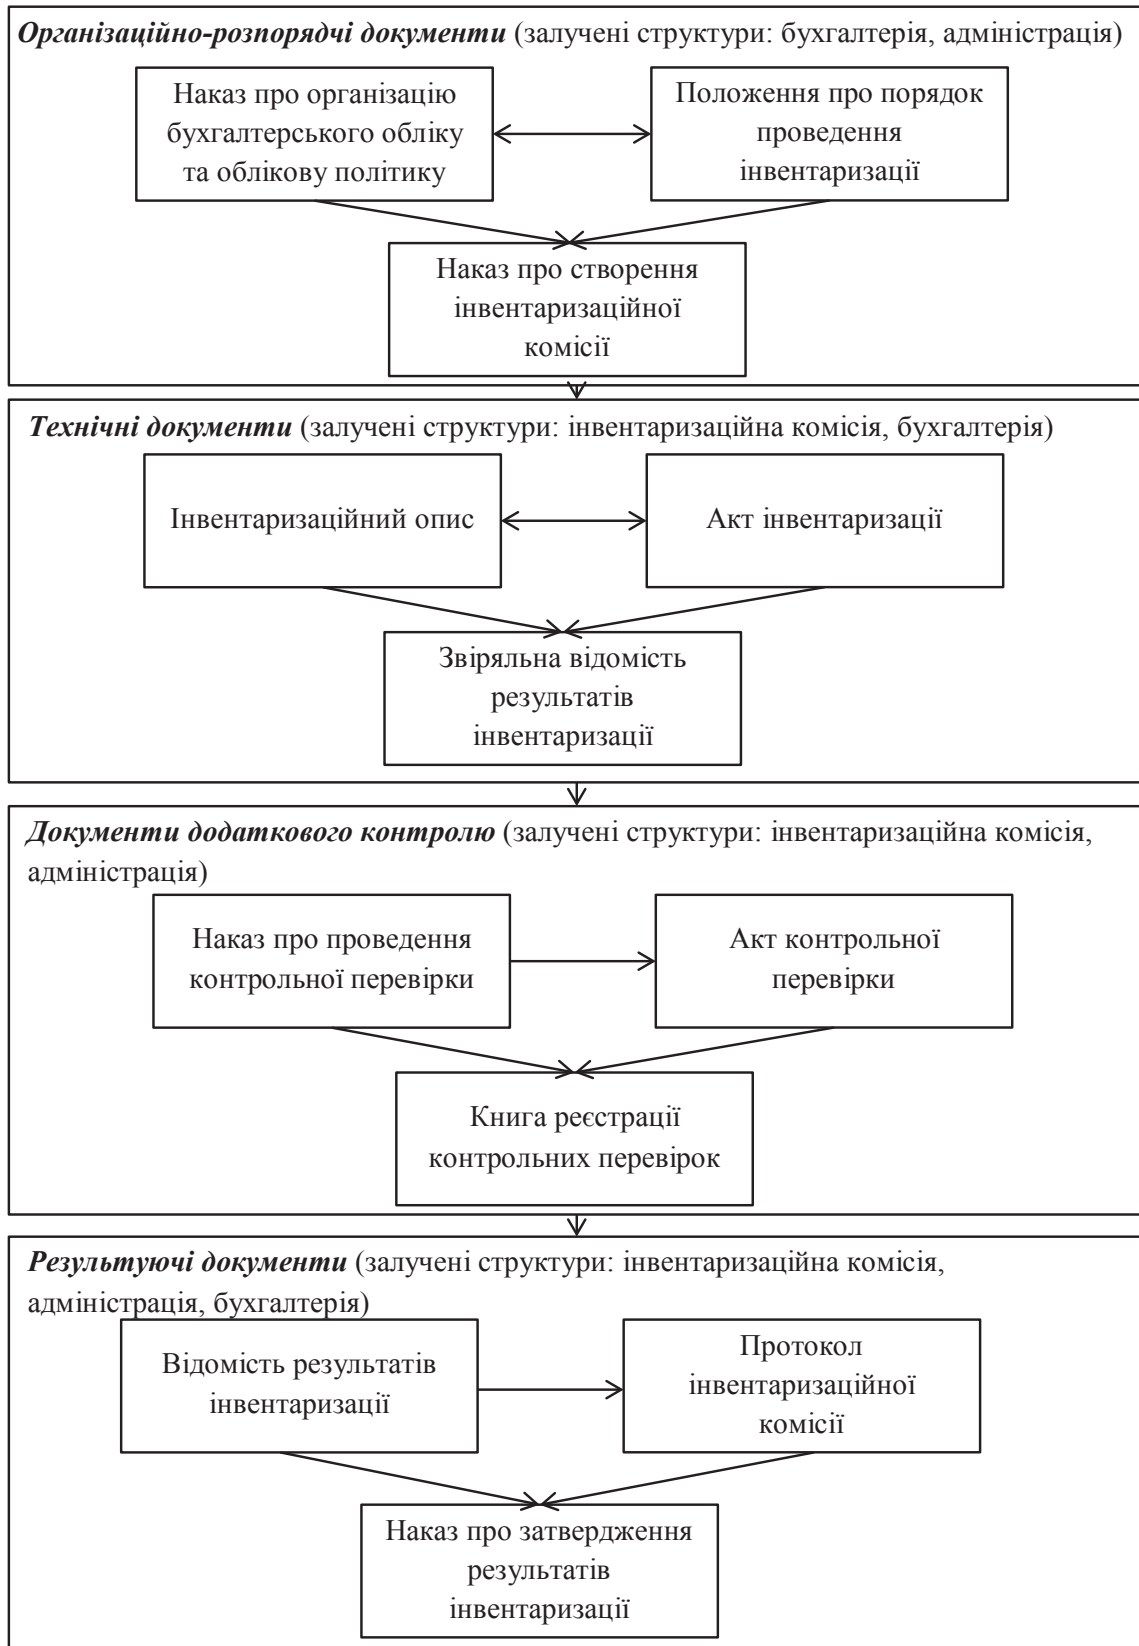 Організаційно-розпорядчі документи (залучені структури: бухгалтерія, адміністрація)
Наказ про організацію
бухгалтерського обліку
та облікову політику
Положення про порядок
проведення
інвентаризації
Наказ про створення
інвентаризаційної
комісії
Технічні документи (залучені структури: інвентаризаційна комісія, бухгалтерія)
Інвентаризаційний опис
Акт інвентаризації
Звіряльна відомість
результатів
інвентаризації
Документи додаткового контролю (залучені структури: інвентаризаційна комісія,
адміністрація)
Наказ про проведення
контрольної перевірки
Акт контрольної
перевірки
Книга реєстрації
контрольних перевірок
Результуючі документи (залучені структури: інвентаризаційна комісія,
адміністрація, бухгалтерія)
Відомість результатів
інвентаризації
Протокол
інвентаризаційної
комісії
Наказ про затвердження
результатів
інвентаризації